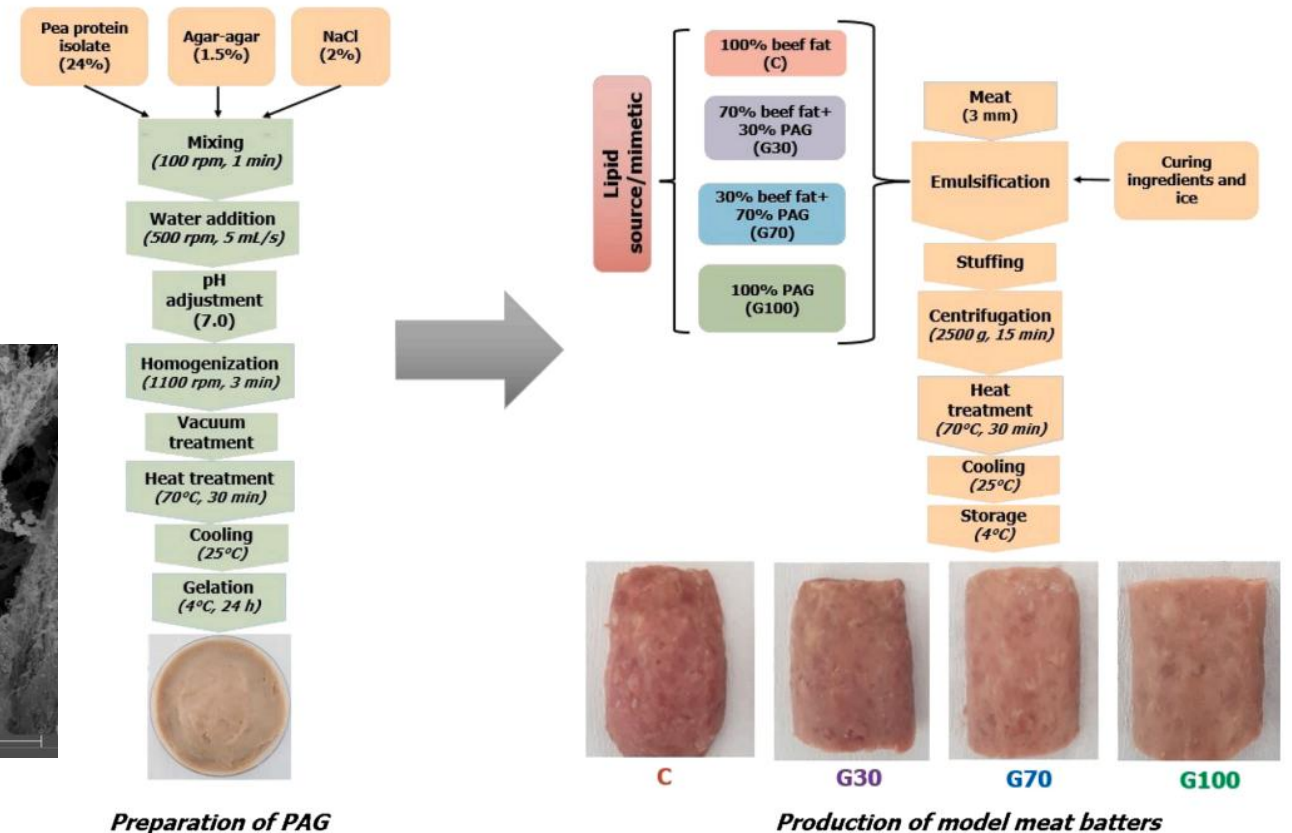 Pea protein
isolate
(24%)
Agar-agar
(1.5%)
NaCl
(2%)
Mixing
(100 rpm, 1 min)
Water addition
(500 rpm, 5 mL/s)
pH
adjustment
(7.0)
Homogenization
(1100 rpm, 3 min)
Vacuum
treatment
Heat treatment
(70°C, 30 min)
Cooling
(25°C)
Gelation
(4°C, 24 h)
Preparation of PAG
Lipid
source/mimetic
100% beef fat
(C)
70% beef fat+
30% PAG
(G30)
30% beef fat+
70% PAG
(G70)
100% PAG
(G100)
Meat
(3 mm)
Emulsification
Curing
ingredients and
ice
Stuffing
Centrifugation
(2500 g, 15 min)
Heat
treatment
(70°C, 30 min)
Cooling
(25°C)
Storage
(4°C)
C
G30
G70
G100
Production of model meat batters